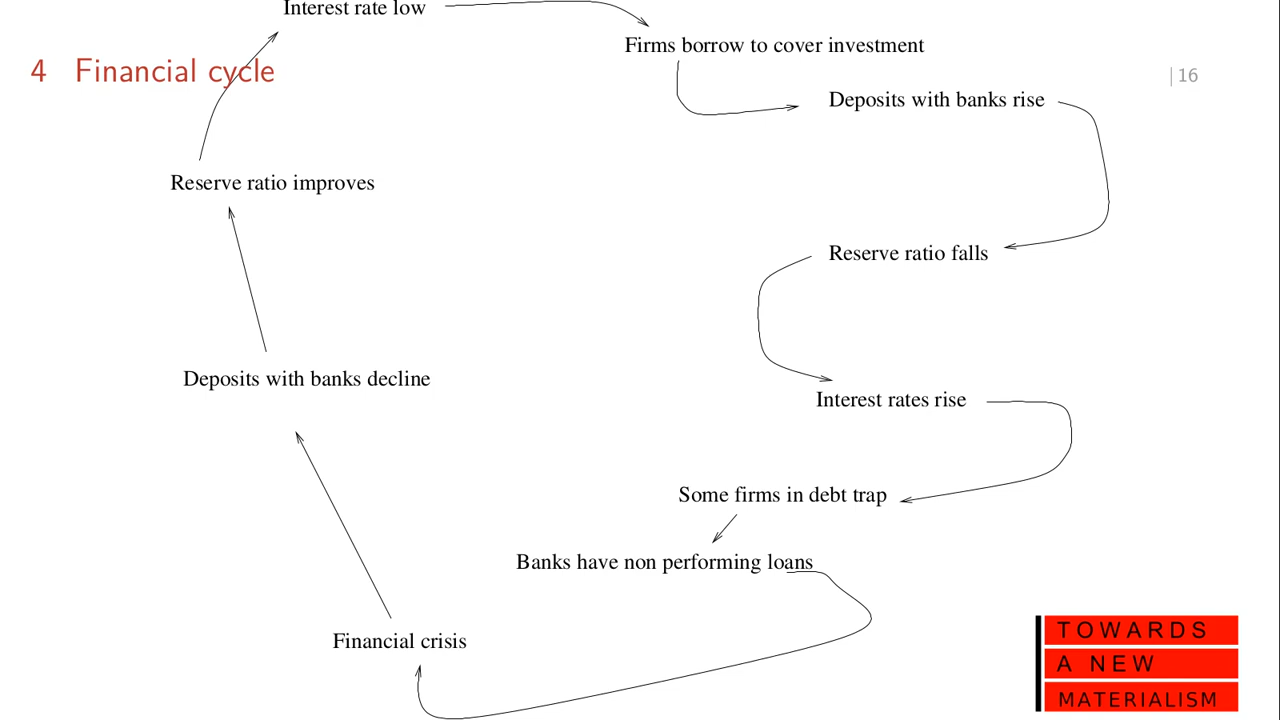 Interest rate low
Firms borrow to cover investment
4 Financial cycle
| 16
Deposits with banks rise
Reserve ratio improves
Reserve ratio falls
Deposits with banks decline
Interest rates rise
Some firms in debt trap
Banks have non performing loans
Financial crisis
TOWARDS
A NEW
MATERIALISM